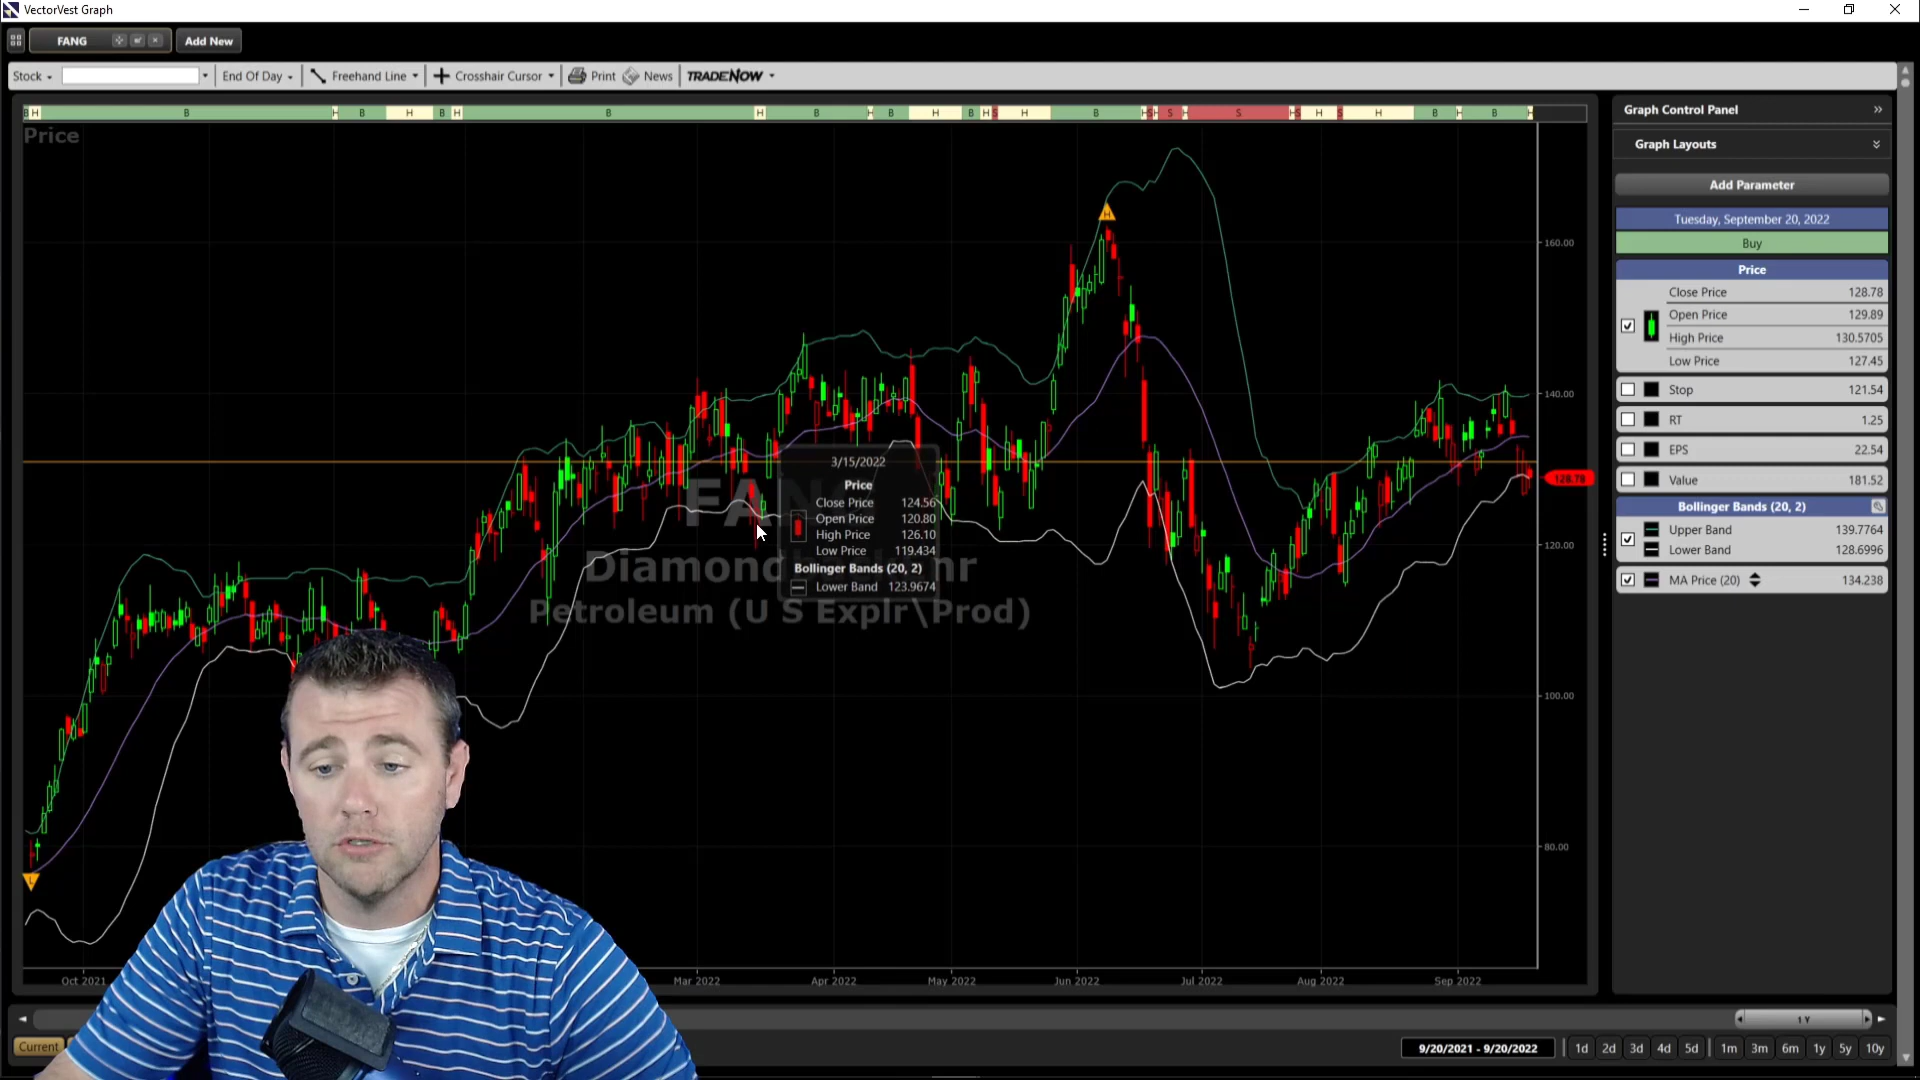 VectorVest Graph
FANG
Add New
Stock
End Of Day
Freehand Line
Crosshair Cursor
Print
News
TRADENOW
B H B H B H B H B H B H B H B H S H B H S H S H S H S H S H B H B H
Price
160.00
140.00
128.78
120.00
100.00
80.00
H
L
3/15/2022
Price
Close Price 124.56
Open Price 120.80
High Price 126.10
Low Price 119.434
Bollinger Bands (20, 2)
Lower Band 123.9674
Petroleum (U S Explr\Prod)
Oct 2021
Mar 2022
Apr 2022
May 2022
Jun 2022
Jul 2022
Aug 2022
Sep 2022
Graph Control Panel
Graph Layouts
Add Parameter
Tuesday, September 20, 2022
Buy
Price
Close Price 128.78
Open Price 129.89
High Price 130.5705
Low Price 127.45
Stop 121.54
RT 1.25
EPS 22.54
Value 181.52
Bollinger Bands (20, 2)
Upper Band 139.7764
Lower Band 128.6996
MA Price (20) 134.238
1 Y
Current
9/20/2021 - 9/20/2022
1d 2d 3d 4d 5d 1m 3m 6m 1y 5y 10y